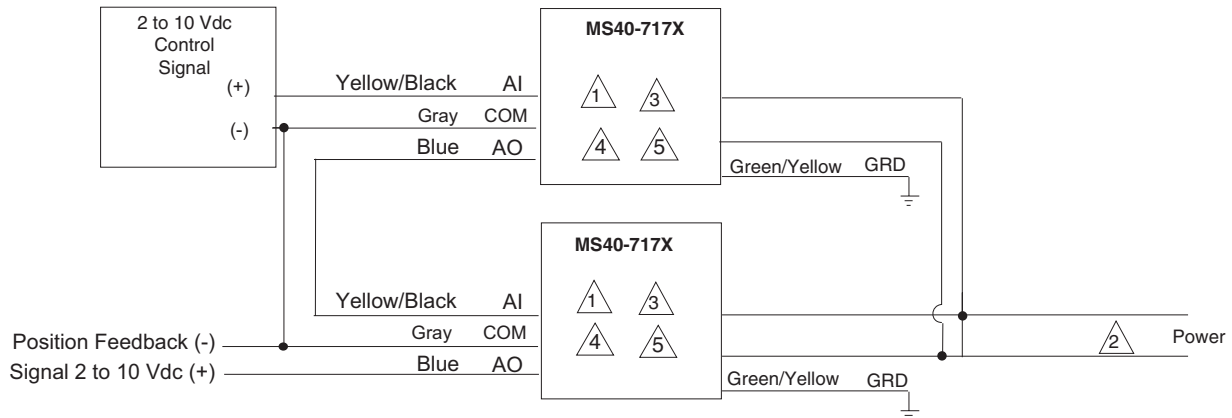 2 to 10 Vdc
Control
Signal
(+)
(-)
Yellow/Black AI
Gray COM
Blue AO
MS40-717X
1 3
4 5
Green/Yellow GRD
MS40-717X
1 3
4 5
Yellow/Black AI
Gray COM
Blue AO
Position Feedback (-)
Signal 2 to 10 Vdc (+)
2 Power
Green/Yellow GRD